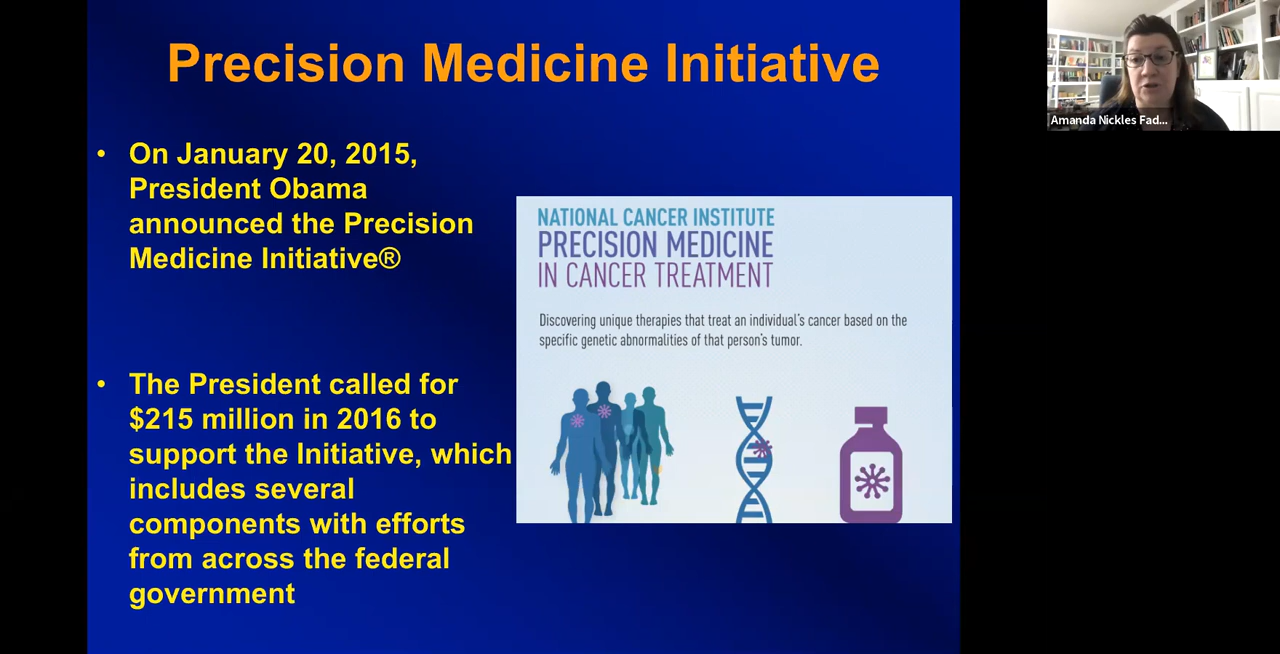 Precision Medicine Initiative
• On January 20, 2015,
President Obama
announced the Precision
Medicine Initiative®
• The President called for
$215 million in 2016 to
support the Initiative, which
includes several
components with efforts
from across the federal
government
NATIONAL CANCER INSTITUTE
PRECISION MEDICINE
IN CANCER TREATMENT
Discovering unique therapies that treat an individual's cancer based on the
specific genetic abnormalities of that person's tumor.
Amanda Nickles Fad...